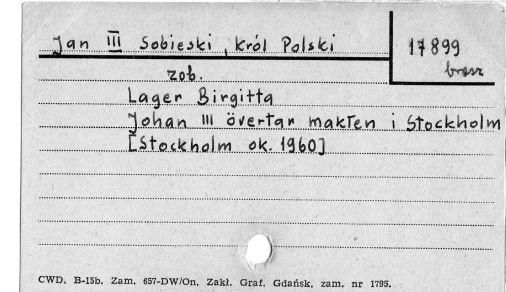 Jan III Sobieski, król Polski
17899
brosz
zob.
Lager Birgitta
Johan III övertar makten i Stockholm
[Stockholm ok. 1960]
CWD. B-15b. Zam. 657-DW/On. Zakł. Graf. Gdańsk, zam. nr 1795.